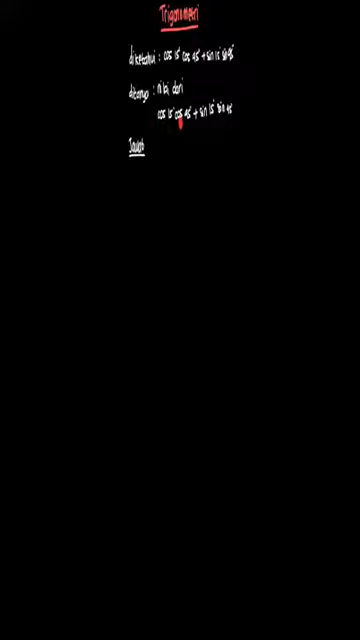 Trigonometri
diketahui : cos 15° cos 45° + sin 15° sin 45°
ditanya : nilai dari
cos 15° cos 45° + sin 15° sin 45
Jawab